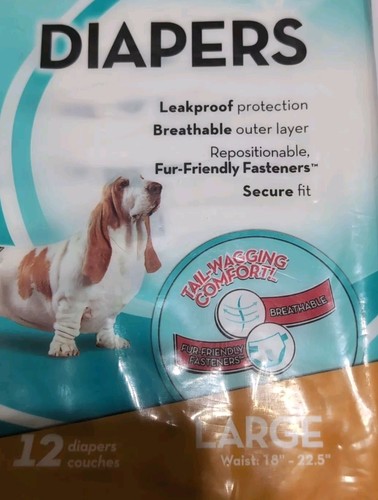 DIAPERS
Leakproof protection
Breathable outer layer
Repositionable,
Fur-Friendly Fasteners™
Secure fit
TAIL-WAGGING
COMFORT!
BREATHABLE
FUR-FRIENDLY
FASTENERS
12 diapers
couches
LARGE
Waist: 18" - 22.5"